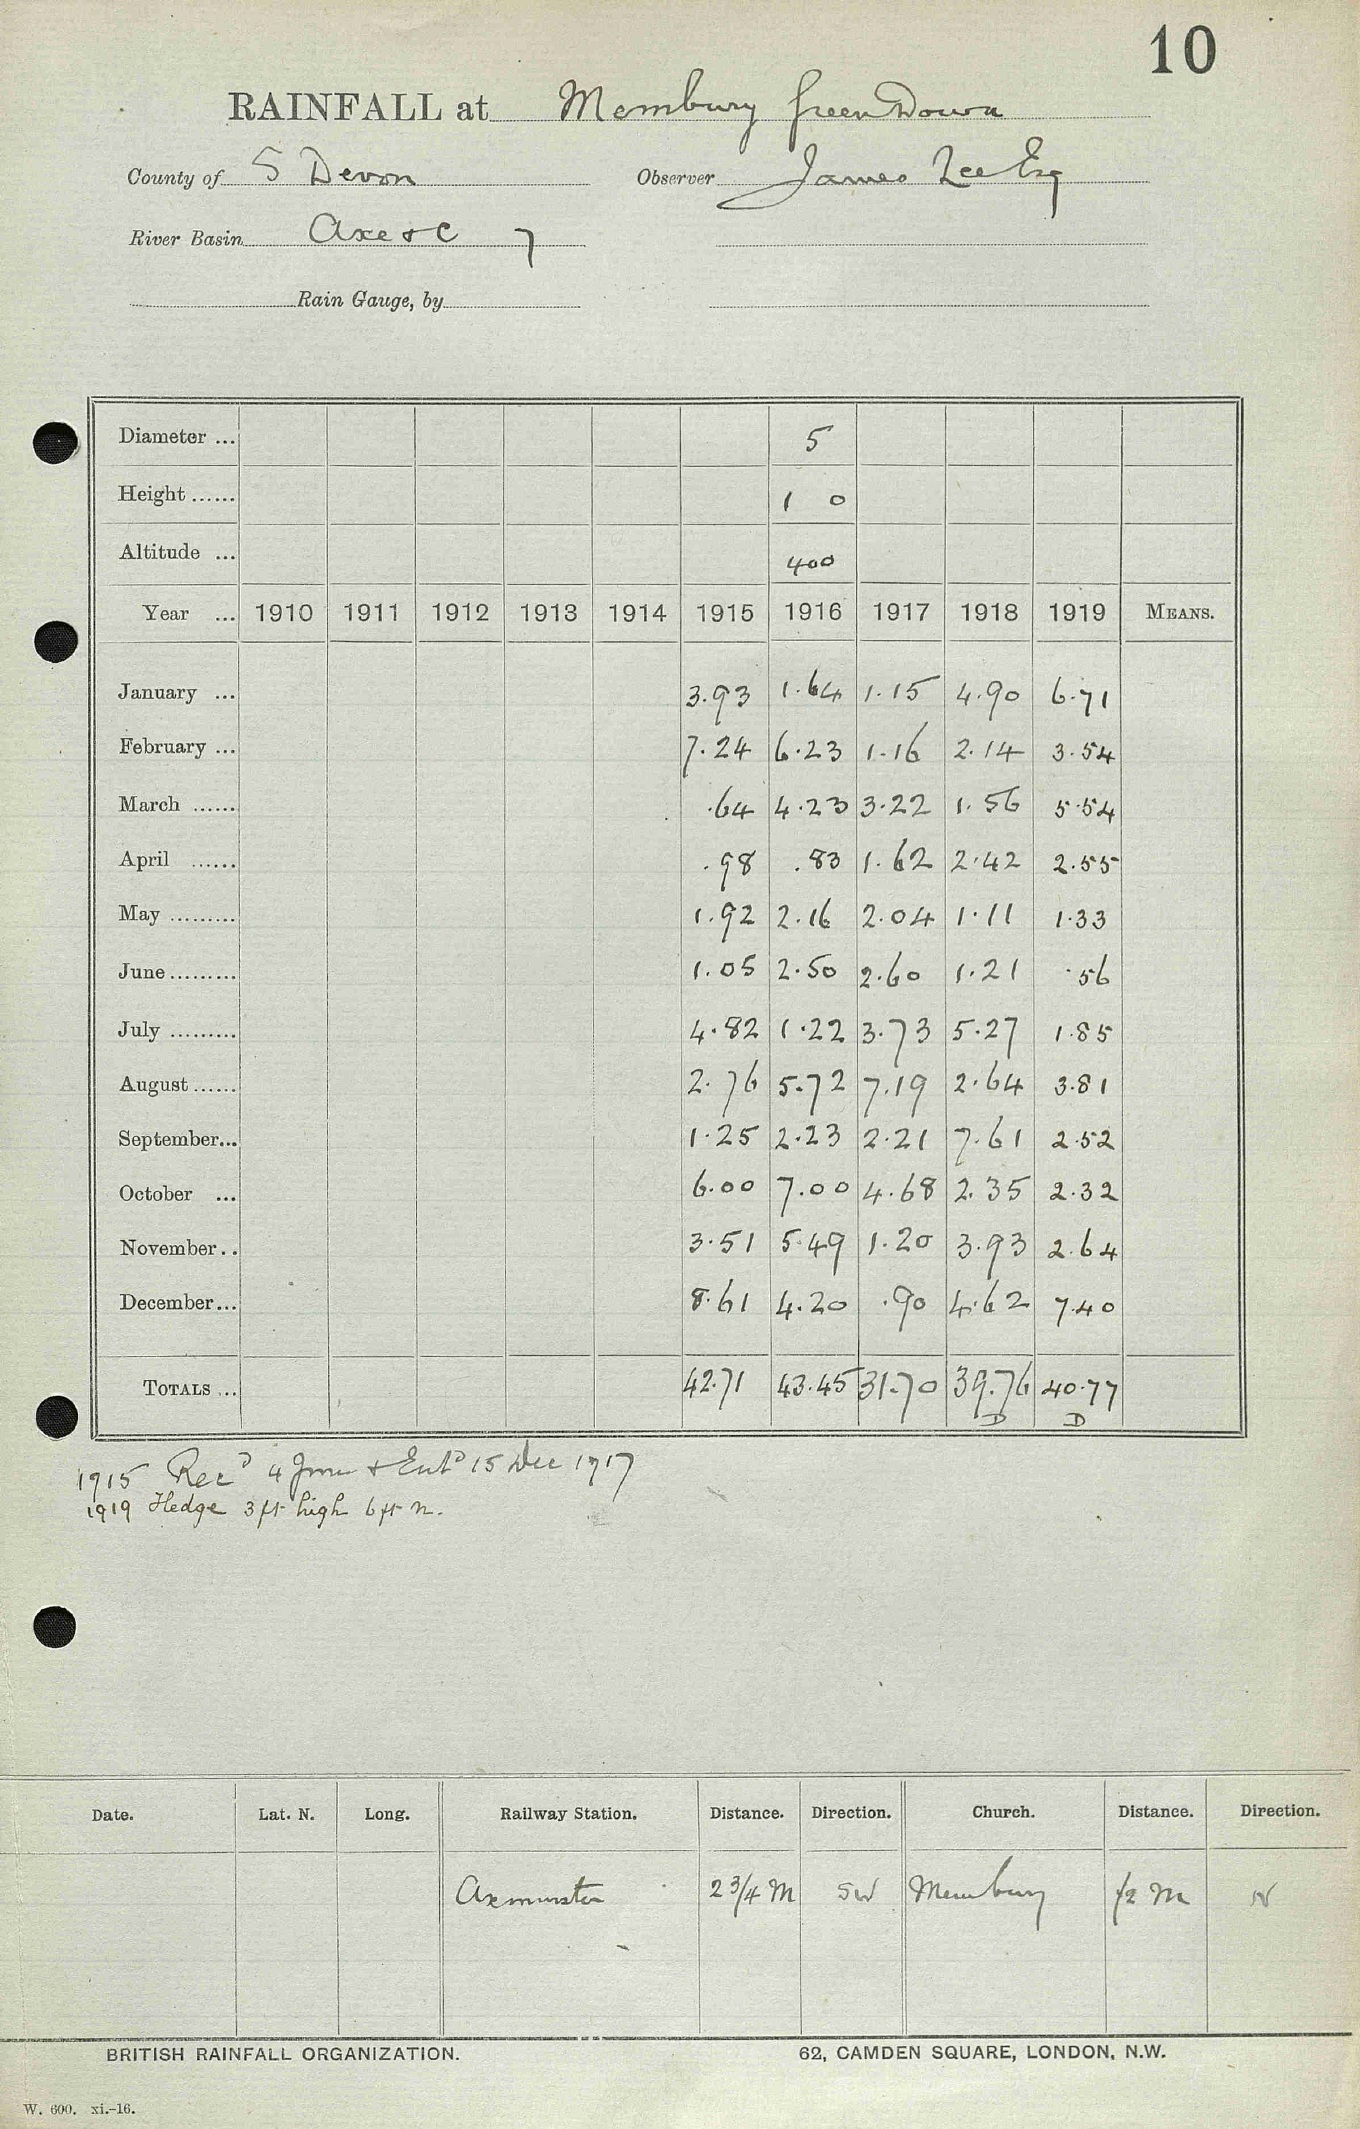 10
RAINFALL at Membury Green Down
County of S Devon Observer James Lee Esq
River Basin Axe & C 7
Rain Gauge, by
Diameter ... 5
Height ...... 1 0
Altitude ... 400
Year ... 1910 1911 1912 1913 1914 1915 1916 1917 1918 1919 MEANS.
January ... 3.93 1.64 1.15 4.90 6.71
February ... 7.24 6.23 1.16 2.14 3.54
March ...... .64 4.23 3.22 1.56 5.54
April ...... .98 .83 1.62 2.42 2.55
May ......... 1.92 2.16 2.04 1.11 1.33
June ......... 1.05 2.50 2.60 1.21 .56
July ......... 4.82 1.22 3.73 5.27 1.85
August ...... 2.76 5.72 7.19 2.64 3.81
September... 1.25 2.23 2.21 7.61 2.52
October ... 6.00 7.00 4.68 2.35 2.32
November .. 3.51 5.49 1.20 3.93 2.64
December... 8.61 4.20 .90 4.62 7.40
TOTALS ... 42.71 43.45 31.70 39.76 40.77
D D
1915 Recd 4 & Entd 15 Dec 1917
1919 Hedge 3 ft high 6 ft n.
Date. Lat. N. Long. Railway Station. Distance. Direction. Church. Distance. Direction.
Axminster 2 3/4 M SW Membury 1/2 M N
BRITISH RAINFALL ORGANIZATION. 62, CAMDEN SQUARE, LONDON, N.W.
W. 600. xi.-16.